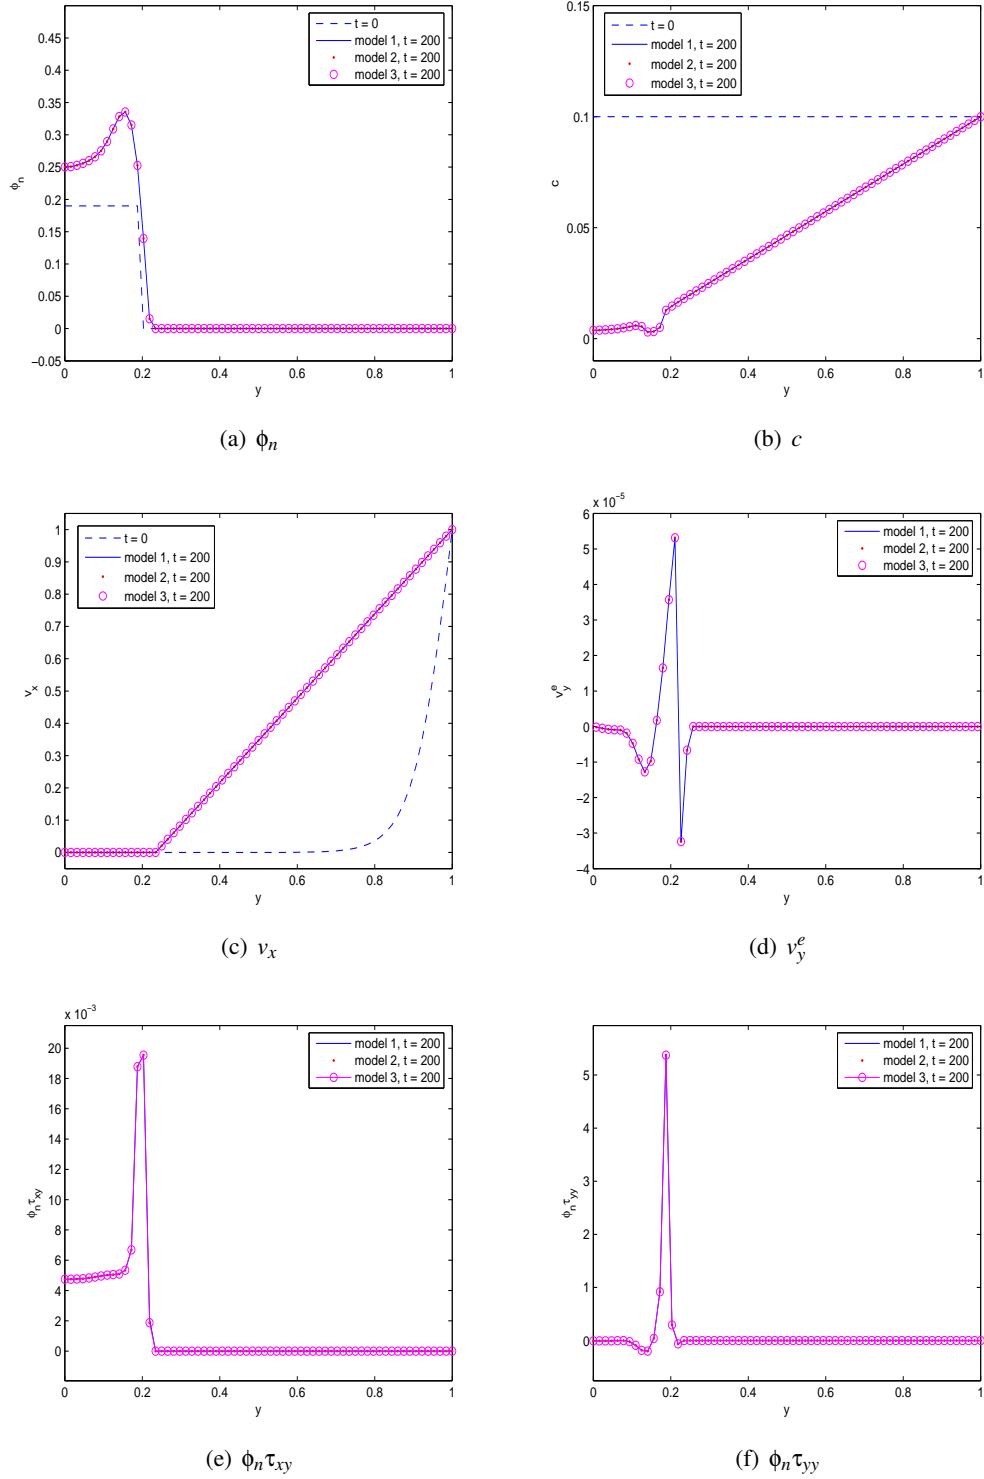 t = 0
model 1, t = 200
model 2, t = 200
model 3, t = 200
0.45
0.4
0.35
0.3
0.25
0.2
0.15
0.1
0.05
0
−0.05
ϕn
0 0.2 0.4 0.6 0.8 1
y
(a) ϕn
t = 0
model 1, t = 200
model 2, t = 200
model 3, t = 200
0.15
0.1
0.05
0
c
0 0.2 0.4 0.6 0.8 1
y
(b) c
t = 0
model 1, t = 200
model 2, t = 200
model 3, t = 200
1
0.9
0.8
0.7
0.6
0.5
0.4
0.3
0.2
0.1
0
vx
0 0.2 0.4 0.6 0.8 1
y
(c) vx
x 10−5
model 1, t = 200
model 2, t = 200
model 3, t = 200
6
5
4
3
2
1
0
−1
−2
−3
−4
vye
0 0.2 0.4 0.6 0.8 1
y
(d) vye
x 10−3
model 1, t = 200
model 2, t = 200
model 3, t = 200
20
18
16
14
12
10
8
6
4
2
0
ϕnτxy
0 0.2 0.4 0.6 0.8 1
y
(e) ϕnτxy
model 1, t = 200
model 2, t = 200
model 3, t = 200
5
4
3
2
1
0
ϕnτyy
0 0.2 0.4 0.6 0.8 1
y
(f) ϕnτyy